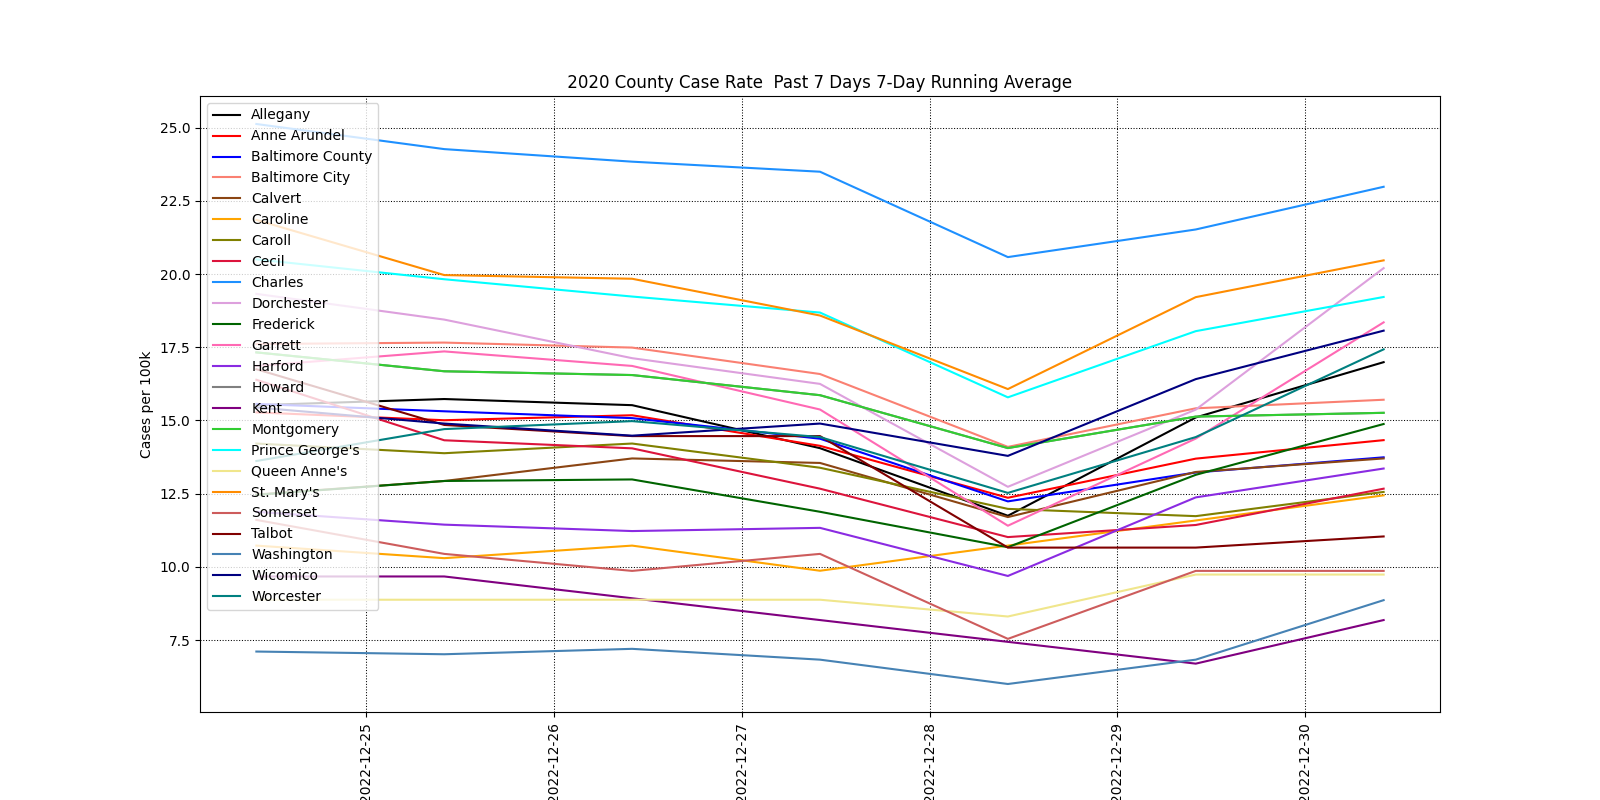 2020 County Case Rate  Past 7 Days 7-Day Running Average
Cases per 100k
25.0
22.5
20.0
17.5
15.0
12.5
10.0
7.5
Allegany
Anne Arundel
Baltimore County
Baltimore City
Calvert
Caroline
Caroll
Cecil
Charles
Dorchester
Frederick
Garrett
Harford
Howard
Kent
Montgomery
Prince George's
Queen Anne's
St. Mary's
Somerset
Talbot
Washington
Wicomico
Worcester
2022-12-25
2022-12-26
2022-12-27
2022-12-28
2022-12-29
2022-12-30